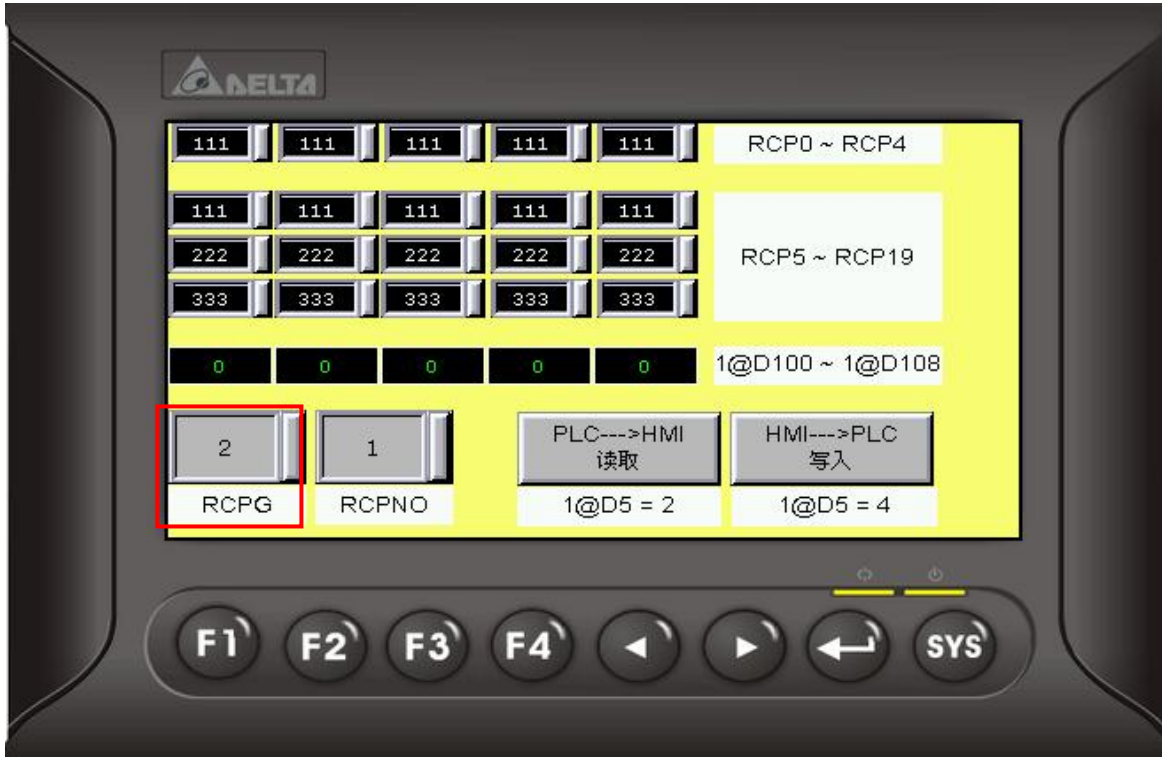 DELTA
111 111 111 111 111 RCP0 ~ RCP4
111 111 111 111 111
222 222 222 222 222 RCP5 ~ RCP19
333 333 333 333 333
0 0 0 0 0 1@D100 ~ 1@D108
2 1 PLC--->HMI HMI--->PLC
读取 写入
RCPG RCPNO 1@D5 = 2 1@D5 = 4
F1 F2 F3 F4 SYS